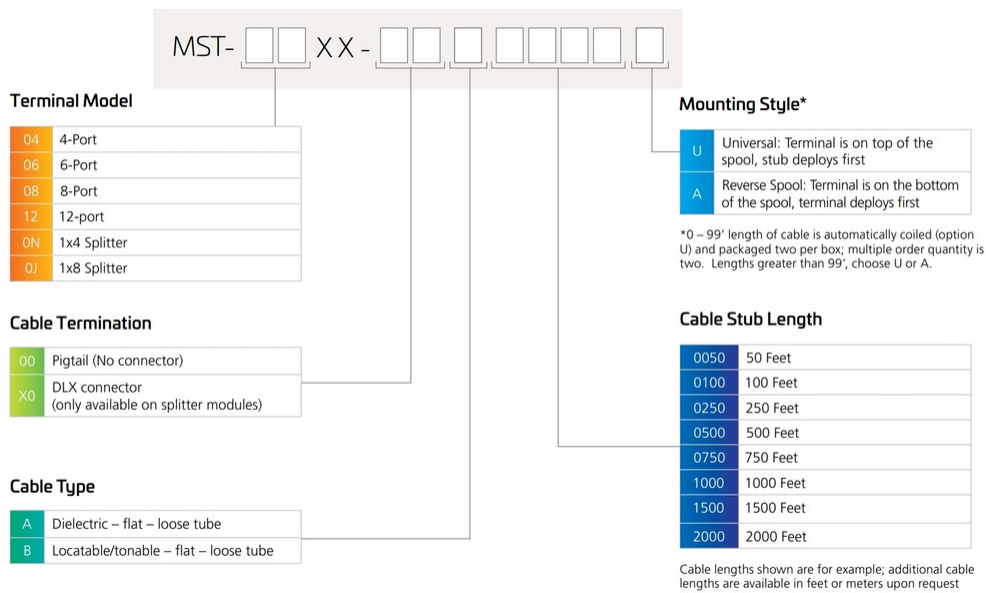 MST- XX -
Terminal Model
04 4-Port
06 6-Port
08 8-Port
12 12-port
0N 1x4 Splitter
0J 1x8 Splitter
Cable Termination
00 Pigtail (No connector)
X0 DLX connector
(only available on splitter modules)
Cable Type
A Dielectric – flat – loose tube
B Locatable/tonable – flat – loose tube
Mounting Style*
U Universal: Terminal is on top of the
spool, stub deploys first
A Reverse Spool: Terminal is on the bottom
of the spool, terminal deploys first
*0 – 99’ length of cable is automatically coiled (option
U) and packaged two per box; multiple order quantity is
two. Lengths greater than 99’, choose U or A.
Cable Stub Length
0050 50 Feet
0100 100 Feet
0250 250 Feet
0500 500 Feet
0750 750 Feet
1000 1000 Feet
1500 1500 Feet
2000 2000 Feet
Cable lengths shown are for example; additional cable
lengths are available in feet or meters upon request